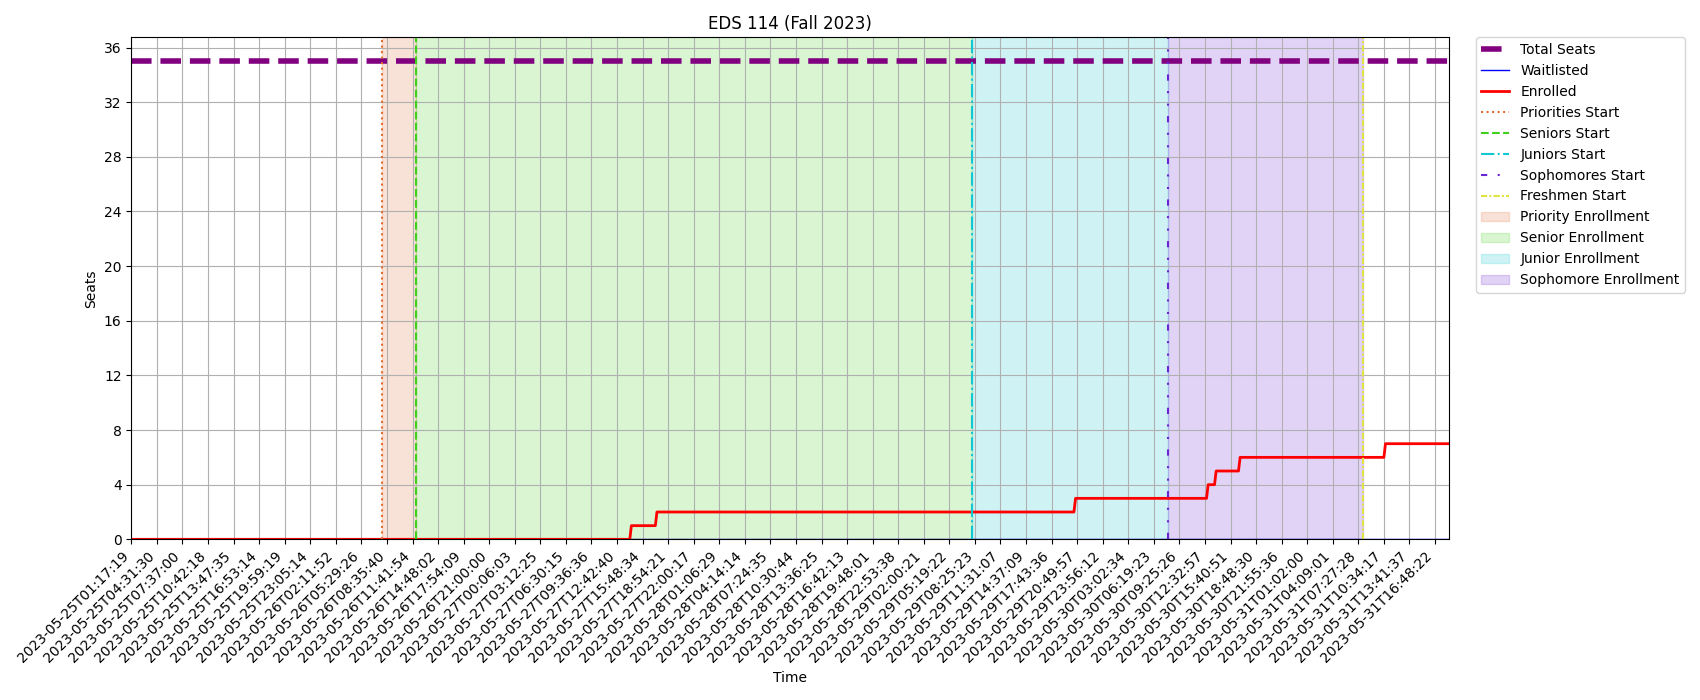 EDS 114 (Fall 2023)
36
32
28
24
20
16
12
8
4
0
Seats
2023-05-25T01:17:19
2023-05-25T04:31:30
2023-05-25T07:37:00
2023-05-25T10:42:18
2023-05-25T13:47:35
2023-05-25T16:53:14
2023-05-25T19:59:19
2023-05-25T23:05:14
2023-05-26T02:11:52
2023-05-26T05:29:26
2023-05-26T08:35:40
2023-05-26T11:41:54
2023-05-26T14:48:02
2023-05-26T17:54:09
2023-05-26T21:00:00
2023-05-27T00:06:03
2023-05-27T03:12:25
2023-05-27T06:30:15
2023-05-27T09:36:36
2023-05-27T12:42:40
2023-05-27T15:48:34
2023-05-27T18:54:21
2023-05-27T22:00:17
2023-05-28T01:06:29
2023-05-28T04:14:14
2023-05-28T07:24:35
2023-05-28T10:30:44
2023-05-28T13:36:25
2023-05-28T16:42:13
2023-05-28T19:48:01
2023-05-28T22:53:38
2023-05-29T02:00:21
2023-05-29T05:19:22
2023-05-29T08:25:23
2023-05-29T11:31:07
2023-05-29T14:37:09
2023-05-29T17:43:36
2023-05-29T20:49:57
2023-05-29T23:56:12
2023-05-30T03:02:34
2023-05-30T06:19:23
2023-05-30T09:25:26
2023-05-30T12:32:57
2023-05-30T15:40:51
2023-05-30T18:48:30
2023-05-30T21:55:36
2023-05-31T01:02:00
2023-05-31T04:09:01
2023-05-31T07:27:28
2023-05-31T10:34:17
2023-05-31T13:41:37
2023-05-31T16:48:22
Time
Total Seats
Waitlisted
Enrolled
Priorities Start
Seniors Start
Juniors Start
Sophomores Start
Freshmen Start
Priority Enrollment
Senior Enrollment
Junior Enrollment
Sophomore Enrollment